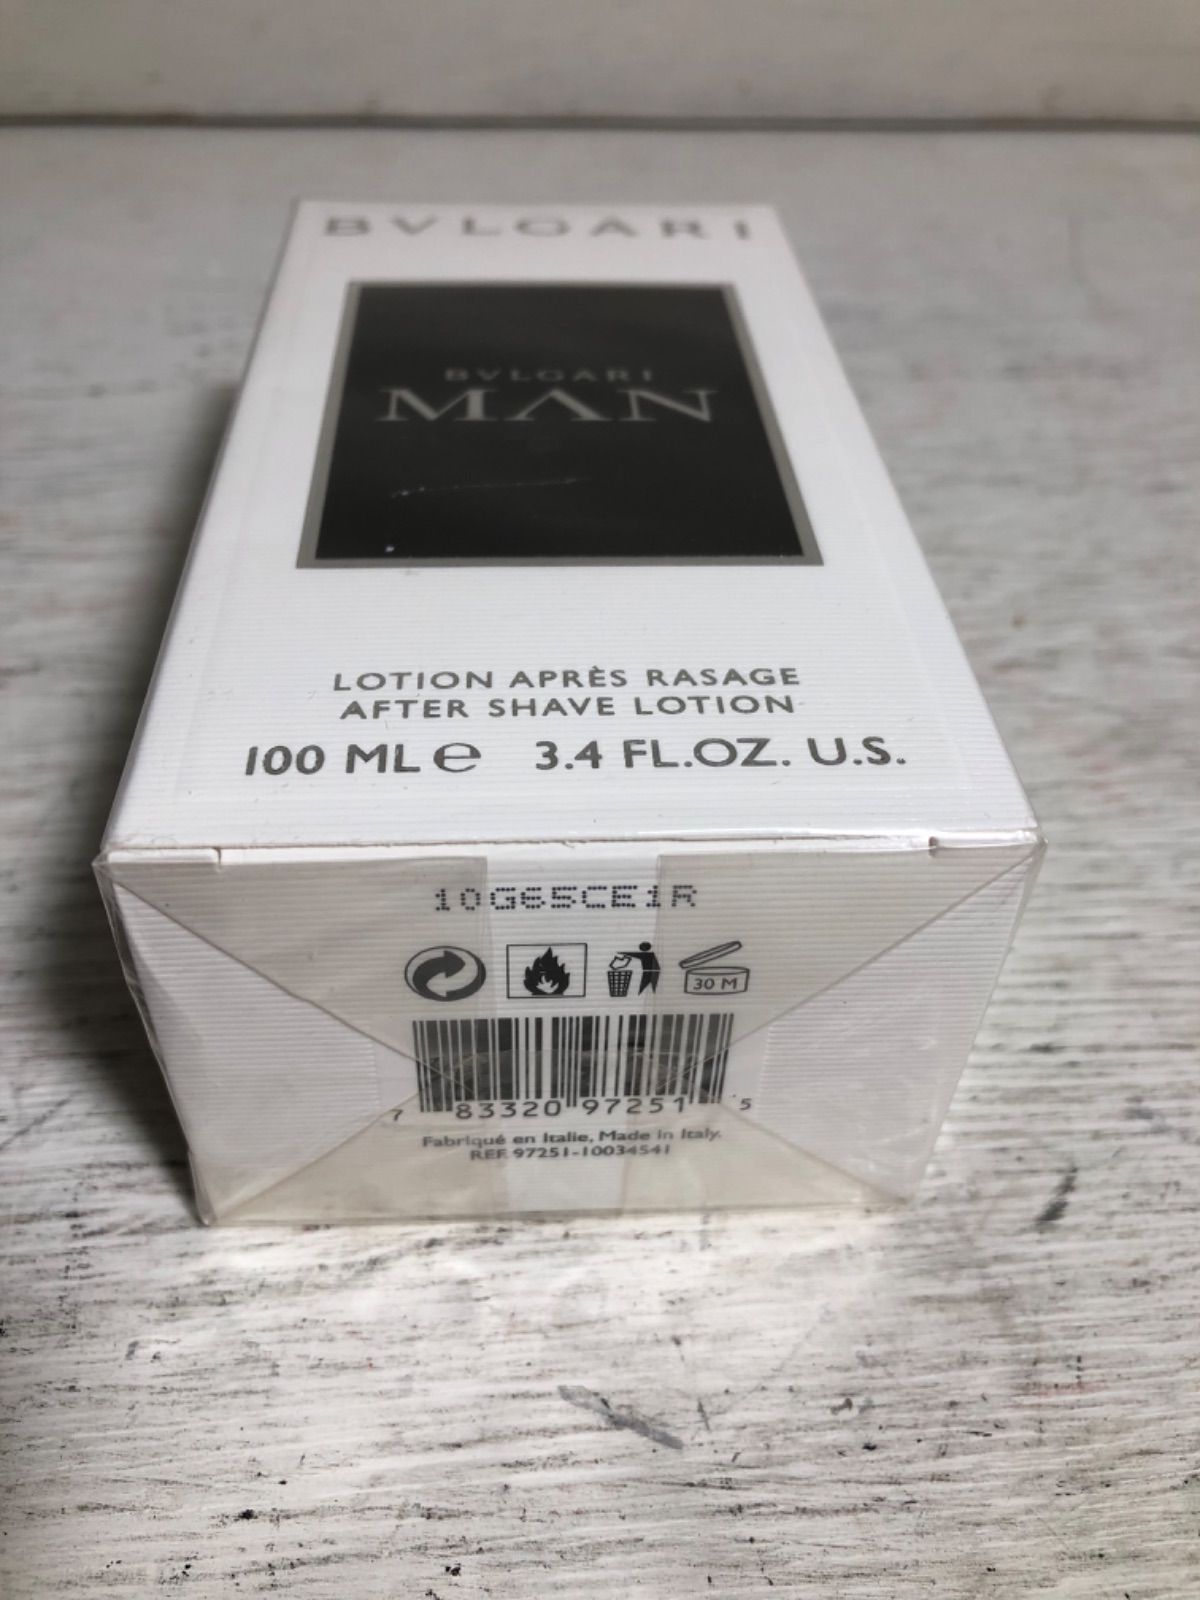 BVLGARI
BVLGARI
MAN
LOTION APRÈS RASAGE
AFTER SHAVE LOTION
100 ML ℮ 3.4 FL.OZ. U.S.
10G65CE1R
30 M
7 83320 97251 5
Fabriqué en Italie, Made in Italy.
REF. 97251-10034541